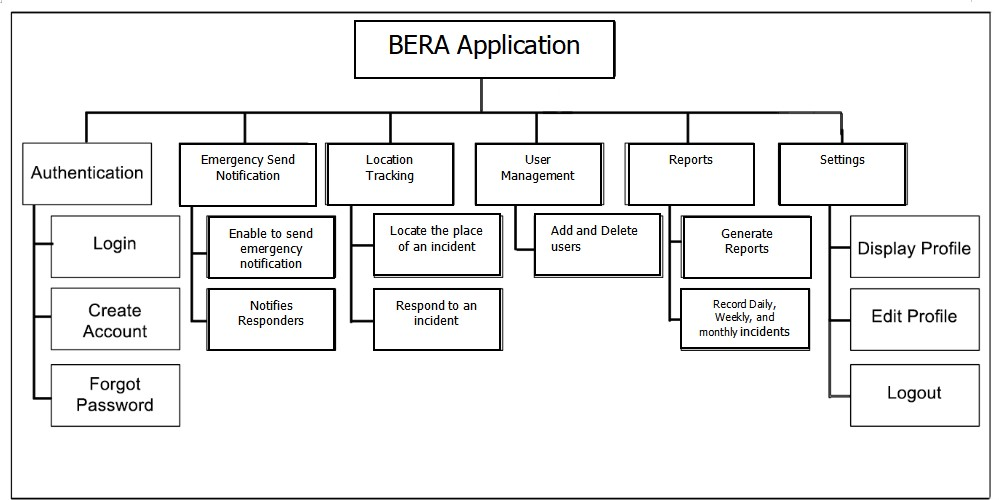 BERA Application
Authentication
Login
Create
Account
Forgot
Password
Emergency Send
Notification
Enable to send
emergency
notification
Notifies
Responders
Location
Tracking
Locate the place
of an incident
Respond to an
incident
User
Management
Add and Delete
users
Reports
Generate
Reports
Record Daily,
Weekly, and
monthly incidents
Settings
Display Profile
Edit Profile
Logout